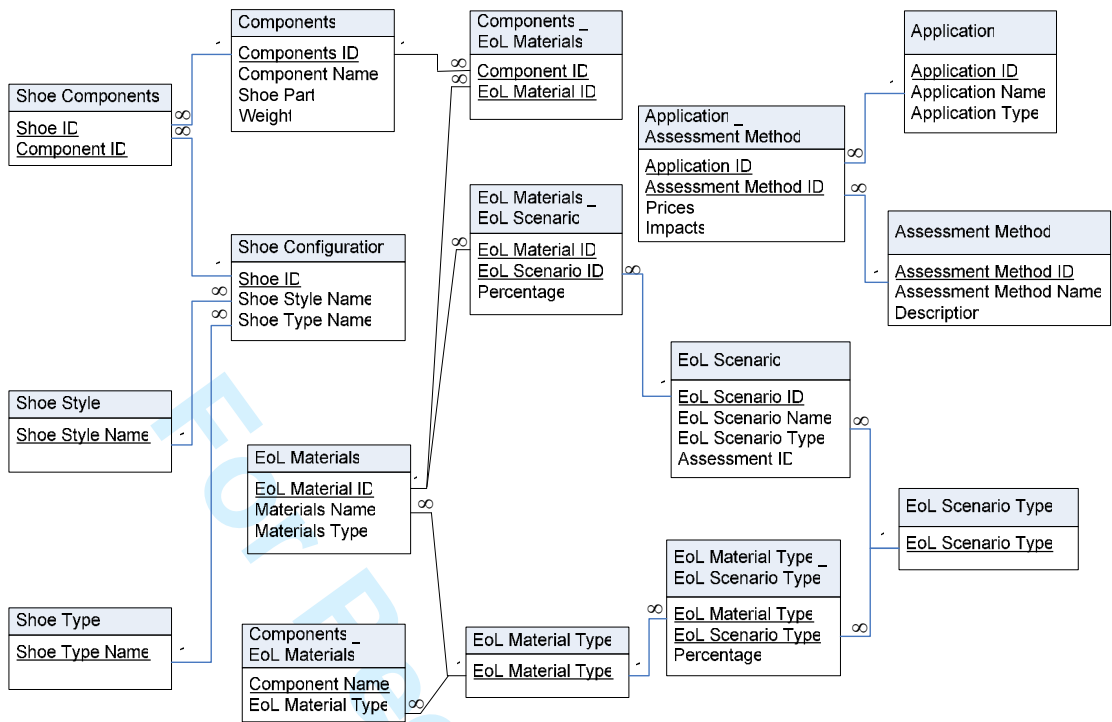 Components
Components ID
Component Name
Shoe Part
Weight
Components _
EoL Materials
Component ID
EoL Material ID
Application
Application ID
Application Name
Application Type
Shoe Components
Shoe ID
Component ID
Application _
Assessment Method
Application ID
Assessment Method ID
Prices
Impacts
EoL Materials _
EoL Scenario
EoL Material ID
EoL Scenario ID
Percentage
Assessment Method
Assessment Method ID
Assessment Method Name
Description
Shoe Configuration
Shoe ID
Shoe Style Name
Shoe Type Name
EoL Scenario
EoL Scenario ID
EoL Scenario Name
EoL Scenario Type
Assessment ID
Shoe Style
Shoe Style Name
EoL Materials
EoL Material ID
Materials Name
Materials Type
EoL Scenario Type
EoL Scenario Type
EoL Material Type _
EoL Scenario Type
EoL Material Type
EoL Scenario Type
Percentage
Shoe Type
Shoe Type Name
Components _
EoL Materials
Component Name
EoL Material Type
EoL Material Type
EoL Material Type
For